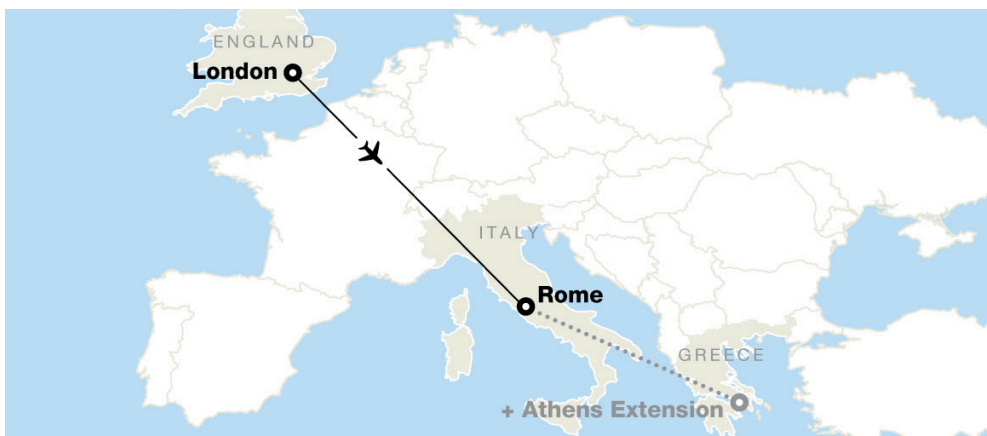 ENGLAND
London
ITALY
Rome
GREECE
+ Athens Extension